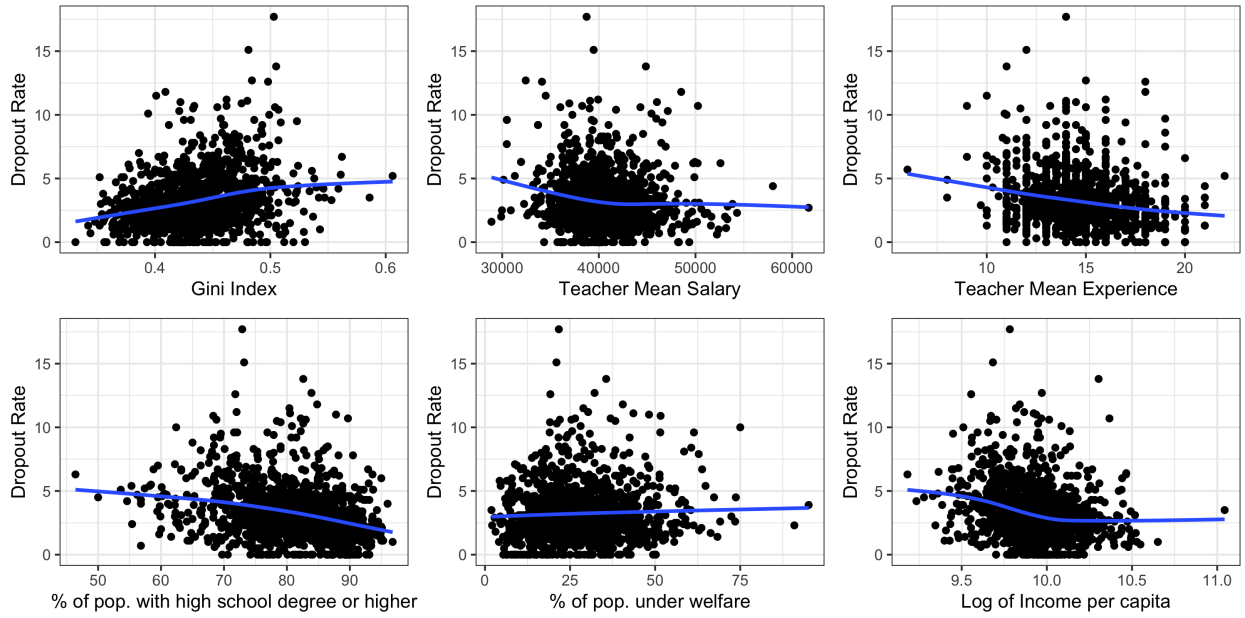 Dropout Rate
15
10
5
0
0.4 0.5 0.6
Gini Index
Dropout Rate
15
10
5
0
30000 40000 50000 60000
Teacher Mean Salary
Dropout Rate
15
10
5
0
10 15 20
Teacher Mean Experience
Dropout Rate
15
10
5
0
50 60 70 80 90
% of pop. with high school degree or higher
Dropout Rate
15
10
5
0
0 25 50 75
% of pop. under welfare
Dropout Rate
15
10
5
0
9.5 10.0 10.5 11.0
Log of Income per capita